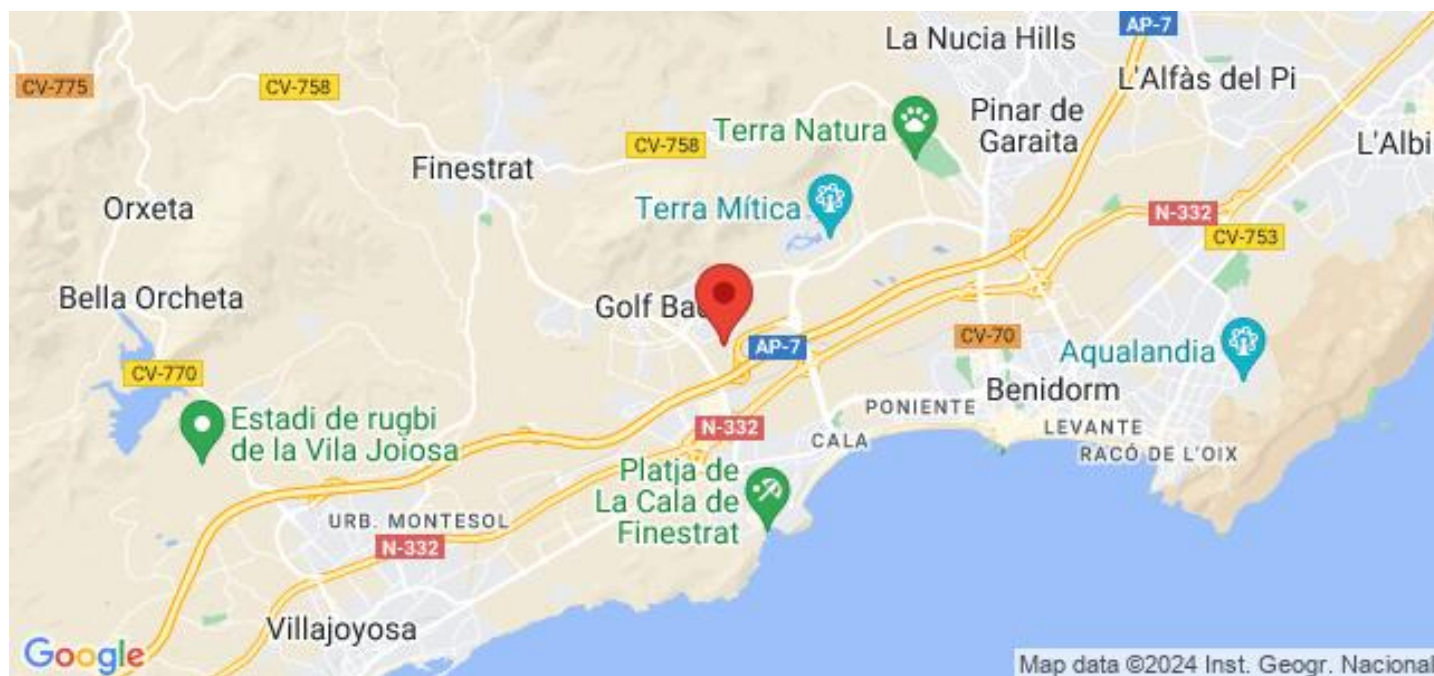 AP-7
La Nucia Hills
L'Alfàs del Pi
CV-775
CV-758
Pinar de
Garaita
Terra Natura
CV-758
L'Albi
Finestrat
Orxeta
Terra Mítica
N-332
CV-753
Bella Orcheta
Golf Ba
CV-70
AP-7
Aqualandia
CV-770
Benidorm
PONIENTE
Estadi de rugbi
de la Vila Joiosa
N-332
CALA
LEVANTE
RACÓ DE L'OIX
Platja de
La Cala de
Finestrat
URB. MONTESOL
N-332
Villajoyosa
Google
Map data ©2024 Inst. Geogr. Nacional